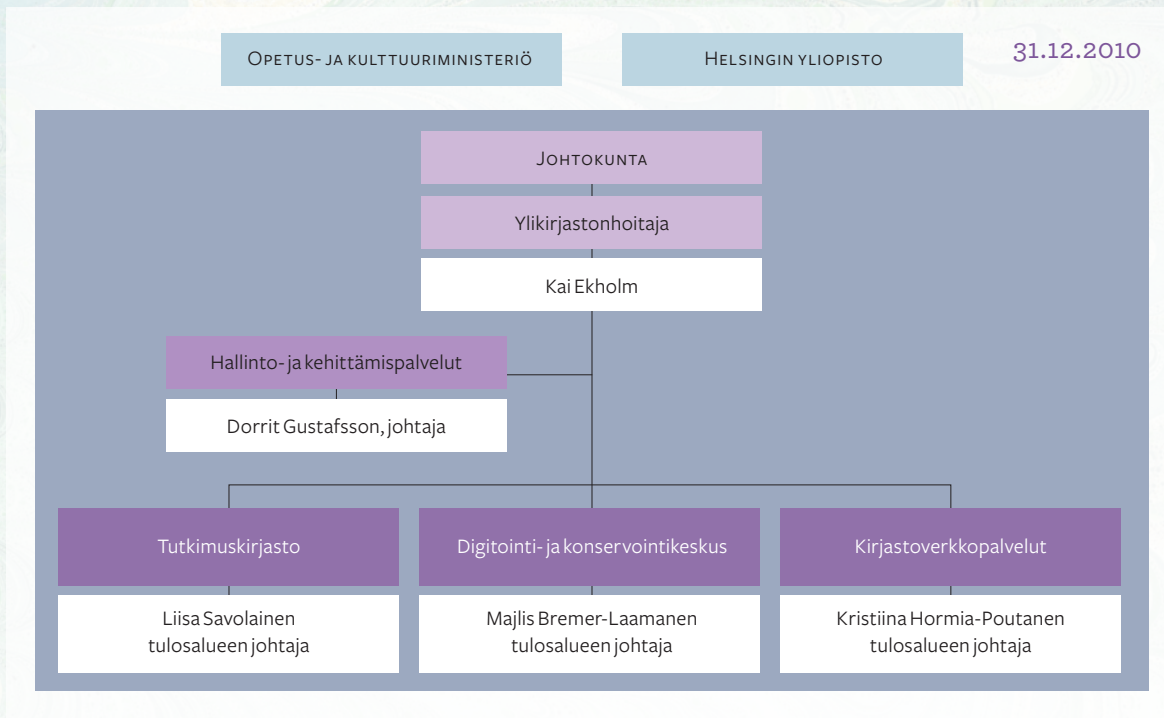 Opetus- ja kulttuuriministeriö
Helsingin yliopisto
31.12.2010
Johtokunta
Ylikirjastonhoitaja
Kai Ekholm
Hallinto- ja kehittämispalvelut
Dorrit Gustafsson, johtaja
Tutkimuskirjasto
Digitointi- ja konservointikeskus
Kirjastoverkkopalvelut
Liisa Savolainen
tulosalueen johtaja
Majlis Bremer-Laamanen
tulosalueen johtaja
Kristiina Hormia-Poutanen
tulosalueen johtaja